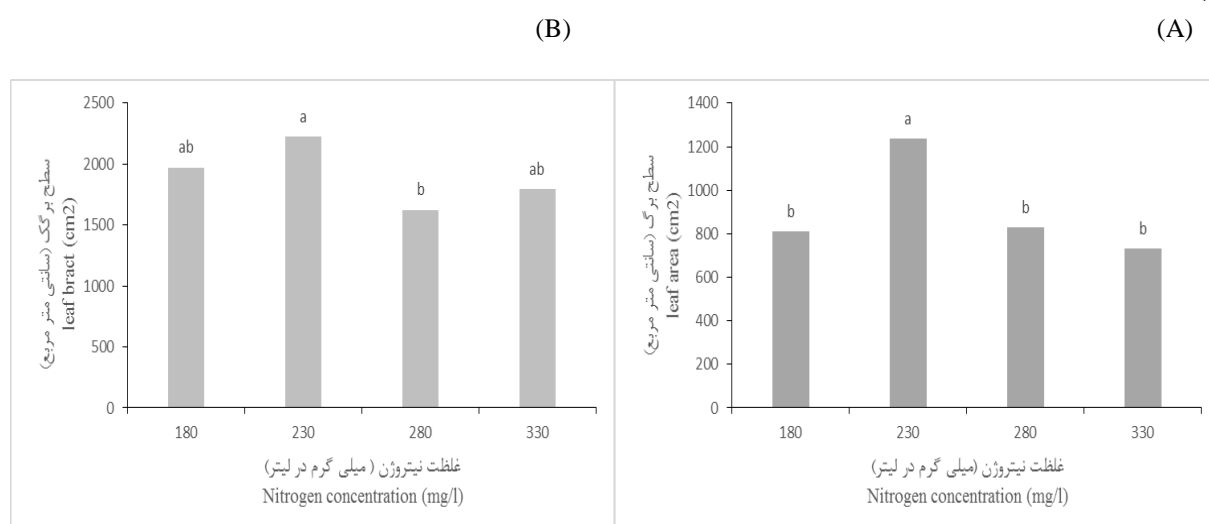 (B)
(A)
2500
2000
1500
1000
500
0
سطح برگک (سانتی متر مربع)
leaf bract (cm2)
ab
a
b
ab
180
230
280
330
غلظت نیتروژن ( میلی گرم در لیتر)
Nitrogen concentration (mg/l)
1400
1200
1000
800
600
400
200
0
سطح برگ (سانتی متر مربع)
leaf area (cm2)
b
a
b
b
180
230
280
330
غلظت نیتروژن (میلی گرم در لیتر)
Nitrogen concentration (mg/l)